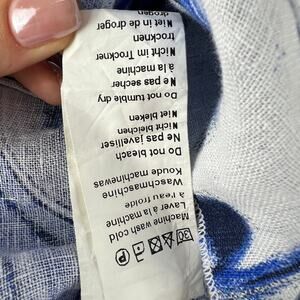 30 P
Machine wash cold
Laver à la machine
à l'eau froide
Waschmaschine
Koude machinewas
Do not bleach
Ne pas javelliser
Nicht bleichen
Niet bleken
Do not tumble dry
Ne pas secher
à la machine
Nicht im Trockner
trocknen
Niet in de droger
drogen